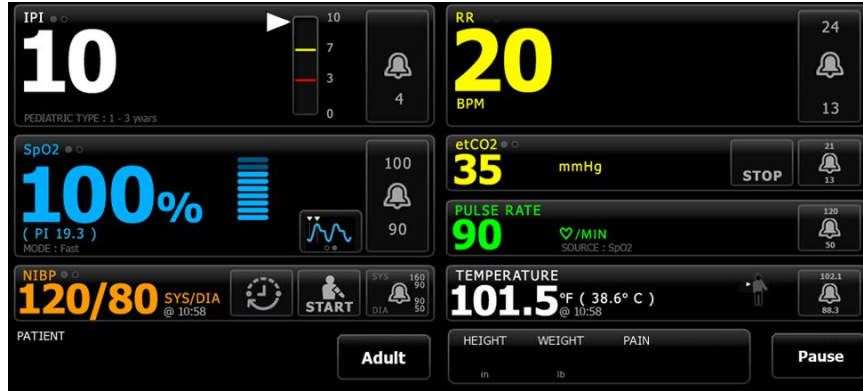 IPI
10
10
7
3
0
4
PEDIATRIC TYPE : 1 - 3 years
RR
20
BPM
24
13
SpO2
100%
( PI 19.3 )
MODE : Fast
100
90
etCO2
35
mmHg
STOP
21
13
PULSE RATE
90
♡/MIN
SOURCE : SpO2
120
50
NIBP
120/80
SYS/DIA
@ 10:58
START
SYS
160
90
DIA
90
50
TEMPERATURE
101.5
°F ( 38.6° C )
@ 10:58
102.1
88.3
PATIENT
Adult
HEIGHT WEIGHT PAIN
in lb
Pause